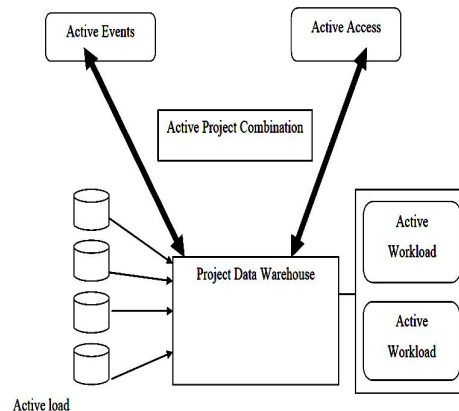 Active Events
Active Access
Active Project Combination
Project Data Warehouse
Active
Workload
Active
Workload
Active load